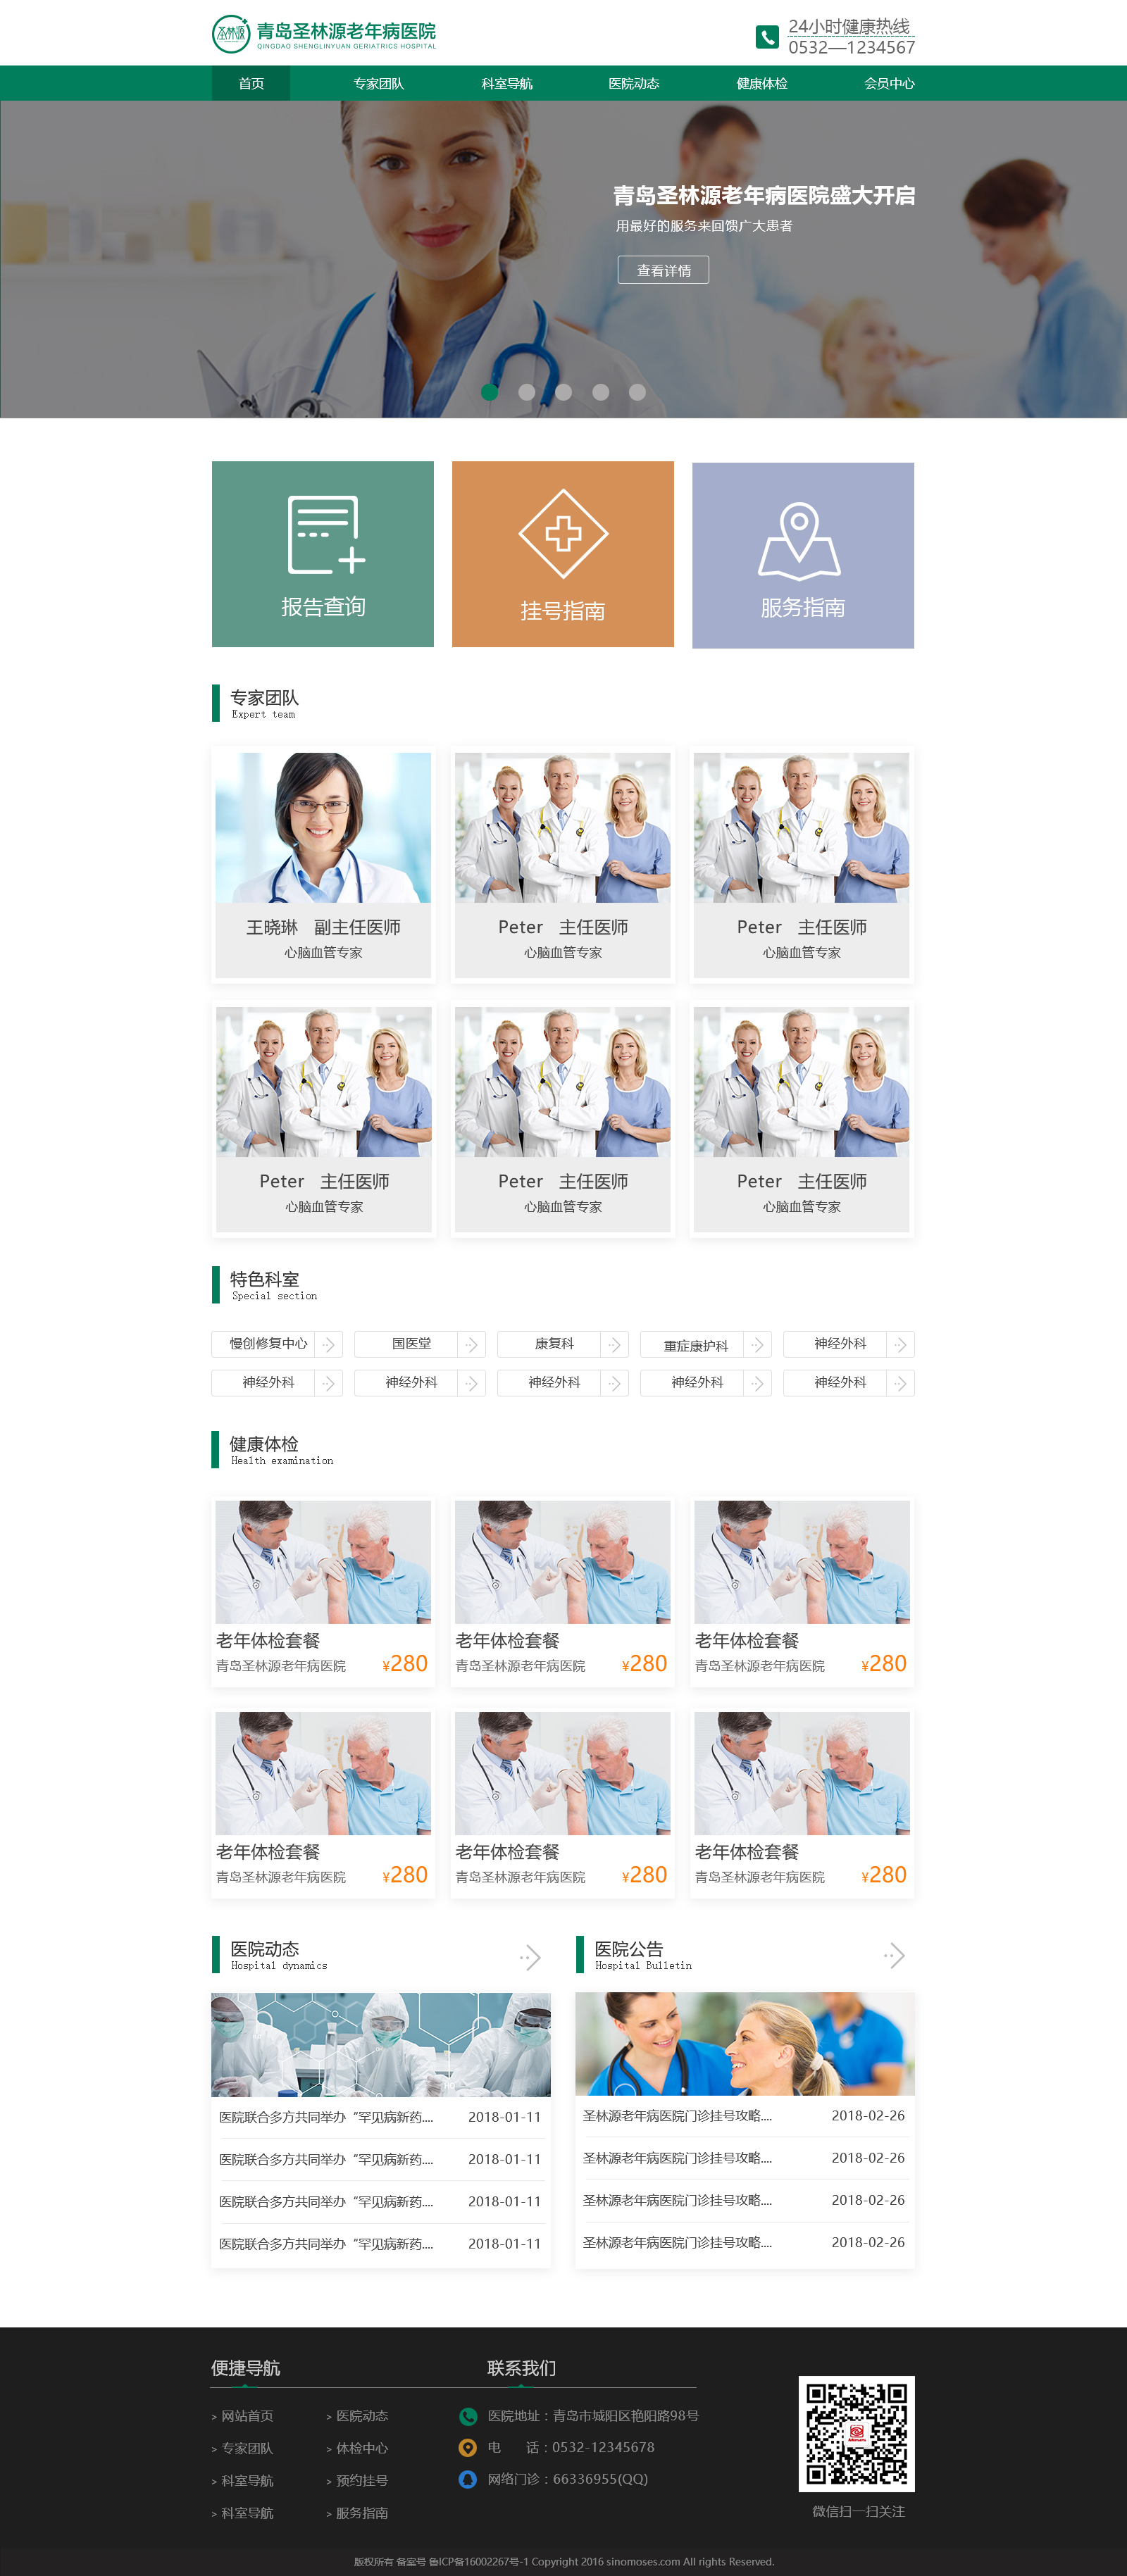 圣林源
青岛圣林源老年病医院
QINGDAO SHENGLINYUAN GERIATRICS HOSPITAL
24小时健康热线
0532—1234567
首页 专家团队 科室导航 医院动态 健康体检 会员中心
青岛圣林源老年病医院盛大开启
用最好的服务来回馈广大患者
查看详情
报告查询 挂号指南 服务指南
专家团队
Expert team
王晓琳 副主任医师 Peter 主任医师 Peter 主任医师
心脑血管专家 心脑血管专家 心脑血管专家
Peter 主任医师 Peter 主任医师 Peter 主任医师
心脑血管专家 心脑血管专家 心脑血管专家
特色科室
Special section
慢创修复中心 国医堂 康复科 重症康护科 神经外科
神经外科 神经外科 神经外科 神经外科 神经外科
健康体检
Health examination
老年体检套餐 老年体检套餐 老年体检套餐
青岛圣林源老年病医院 ¥280 青岛圣林源老年病医院 ¥280 青岛圣林源老年病医院 ¥280
老年体检套餐 老年体检套餐 老年体检套餐
青岛圣林源老年病医院 ¥280 青岛圣林源老年病医院 ¥280 青岛圣林源老年病医院 ¥280
医院动态
Hospital dynamics
医院联合多方共同举办“罕见病新药.... 2018-01-11
医院联合多方共同举办“罕见病新药.... 2018-01-11
医院联合多方共同举办“罕见病新药.... 2018-01-11
医院联合多方共同举办“罕见病新药.... 2018-01-11
医院公告
Hospital Bulletin
圣林源老年病医院门诊挂号攻略.... 2018-02-26
圣林源老年病医院门诊挂号攻略.... 2018-02-26
圣林源老年病医院门诊挂号攻略.... 2018-02-26
圣林源老年病医院门诊挂号攻略.... 2018-02-26
便捷导航
> 网站首页 > 医院动态
> 专家团队 > 体检中心
> 科室导航 > 预约挂号
> 科室导航 > 服务指南
联系我们
医院地址：青岛市城阳区艳阳路98号
电 话：0532-12345678
网络门诊：66336955(QQ)
微信扫一扫关注
版权所有 备案号 鲁ICP备16002267号-1 Copyright 2016 sinomoses.com All rights Reserved.